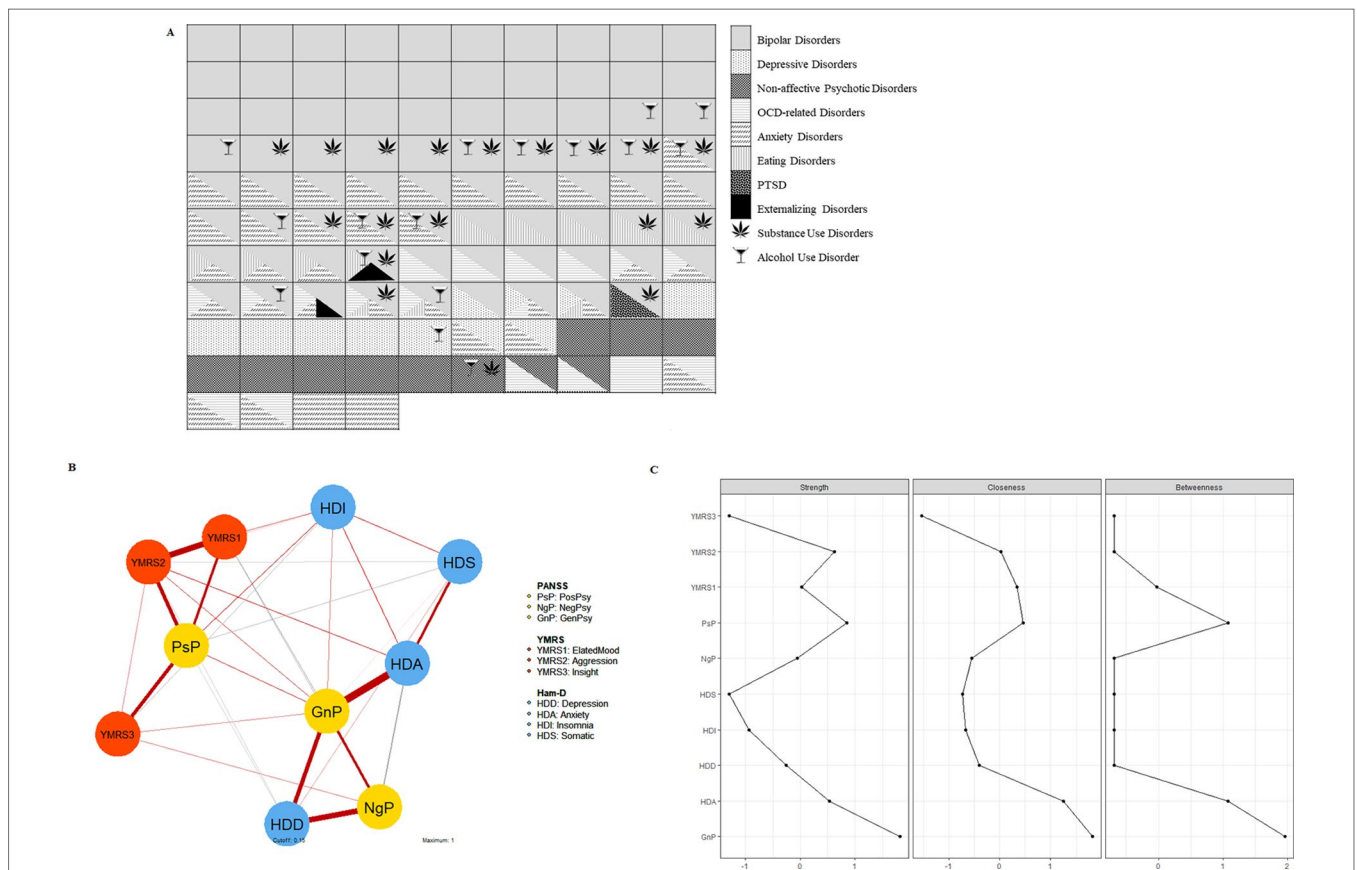 A
Bipolar Disorders
Depressive Disorders
Non-affective Psychotic Disorders
OCD-related Disorders
Anxiety Disorders
Eating Disorders
PTSD
Externalizing Disorders
Substance Use Disorders
Alcohol Use Disorder
B
HDI
YMRS1
YMRS2
HDS
PsP
HDA
GnP
YMRS3
NgP
HDD
Cutoff: 0.15
Maximum: 1
PANSS
PsP: PosPsy
NgP: NegPsy
GnP: GenPsy
YMRS
YMRS1: ElatedMood
YMRS2: Aggression
YMRS3: Insight
Ham-D
HDD: Depression
HDA: Anxiety
HDI: Insomnia
HDS: Somatic
C
Strength Closeness Betweenness
YMRS3
YMRS2
YMRS1
PsP
NgP
HDS
HDI
HDD
HDA
GnP
-1 0 1 -1 0 1 0 1 2